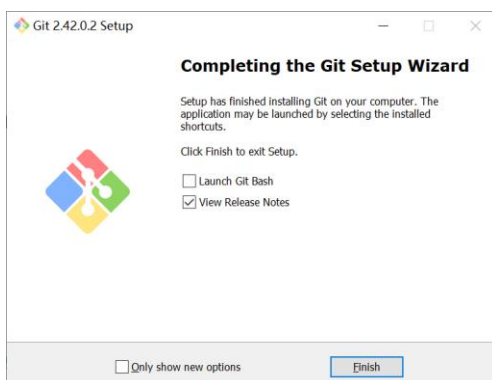 Git 2.42.0.2 Setup
Completing the Git Setup Wizard
Setup has finished installing Git on your computer. The
application may be launched by selecting the installed
shortcuts.
Click Finish to exit Setup.
Launch Git Bash
View Release Notes
Only show new options
Finish